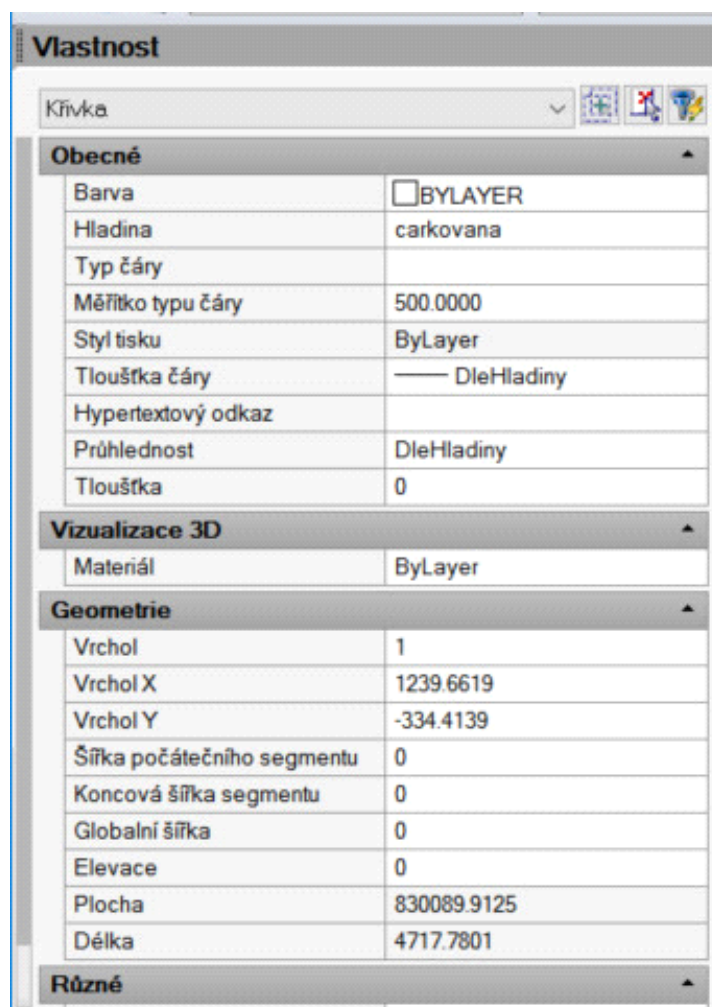 Vlastnost
Křivka
Obecné
Barva BYLAYER
Hladina carkovana
Typ čáry
Měřítko typu čáry 500.0000
Styl tisku ByLayer
Tloušťka čáry DleHladiny
Hypertextový odkaz
Průhlednost DleHladiny
Tloušťka 0
Vizualizace 3D
Materiál ByLayer
Geometrie
Vrchol 1
Vrchol X 1239.6619
Vrchol Y -334.4139
Šířka počátečního segmentu 0
Koncová šířka segmentu 0
Globalní šířka 0
Elevace 0
Plocha 830089.9125
Délka 4717.7801
Různé